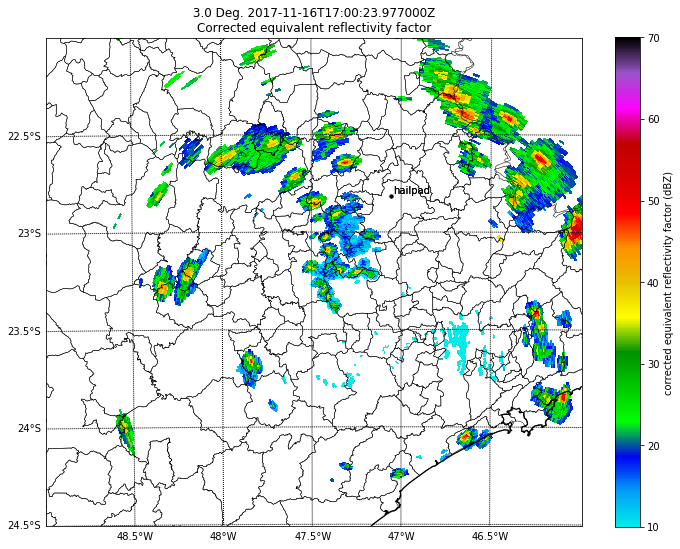 3.0 Deg. 2017-11-16T17:00:23.977000Z
Corrected equivalent reflectivity factor
70
60
50
40
30
20
10
corrected equivalent reflectivity factor (dBZ)
22.5°S
23°S
23.5°S
24°S
24.5°S
hailpad
48.5°W
48°W
47.5°W
47°W
46.5°W